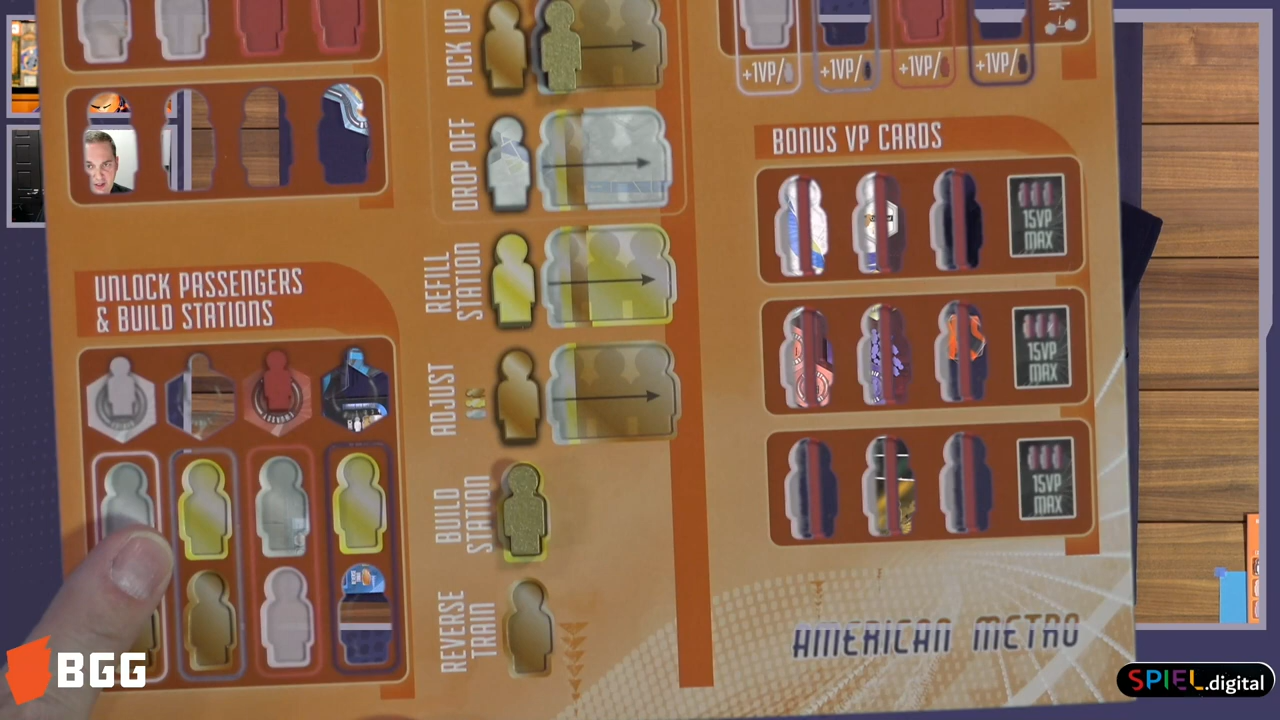 PICK UP
DROP OFF
REFILL
STATION
ADJUST
BUILD
STATION
REVERSE
TRAIN
UNLOCK PASSENGERS
& BUILD STATIONS
+1VP/
+1VP/
+1VP/
+1VP/
BONUS VP CARDS
15VP
MAX
15VP
MAX
15VP
MAX
AMERICAN METRO
BGG
SPIEL.digital